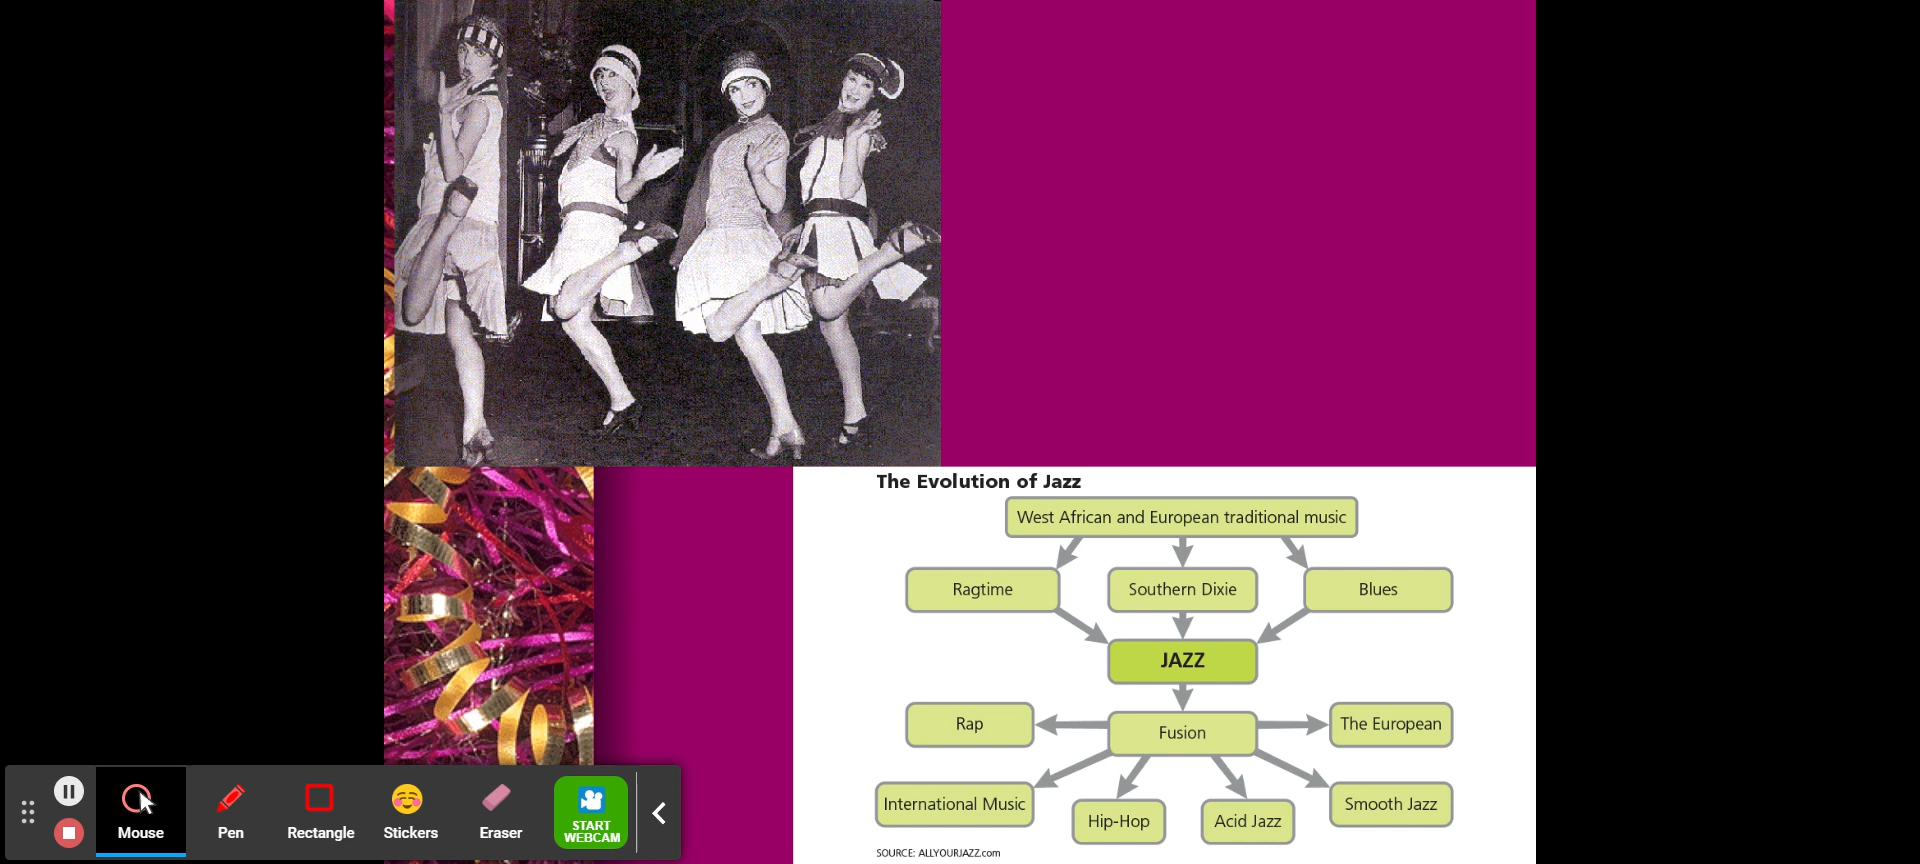 The Evolution of Jazz
West African and European traditional music
Ragtime
Southern Dixie
Blues
JAZZ
Rap
Fusion
The European
International Music
Hip-Hop
Acid Jazz
Smooth Jazz
SOURCE: ALLYOURJAZZ.com
Mouse
Pen
Rectangle
Stickers
Eraser
START
WEBCAM